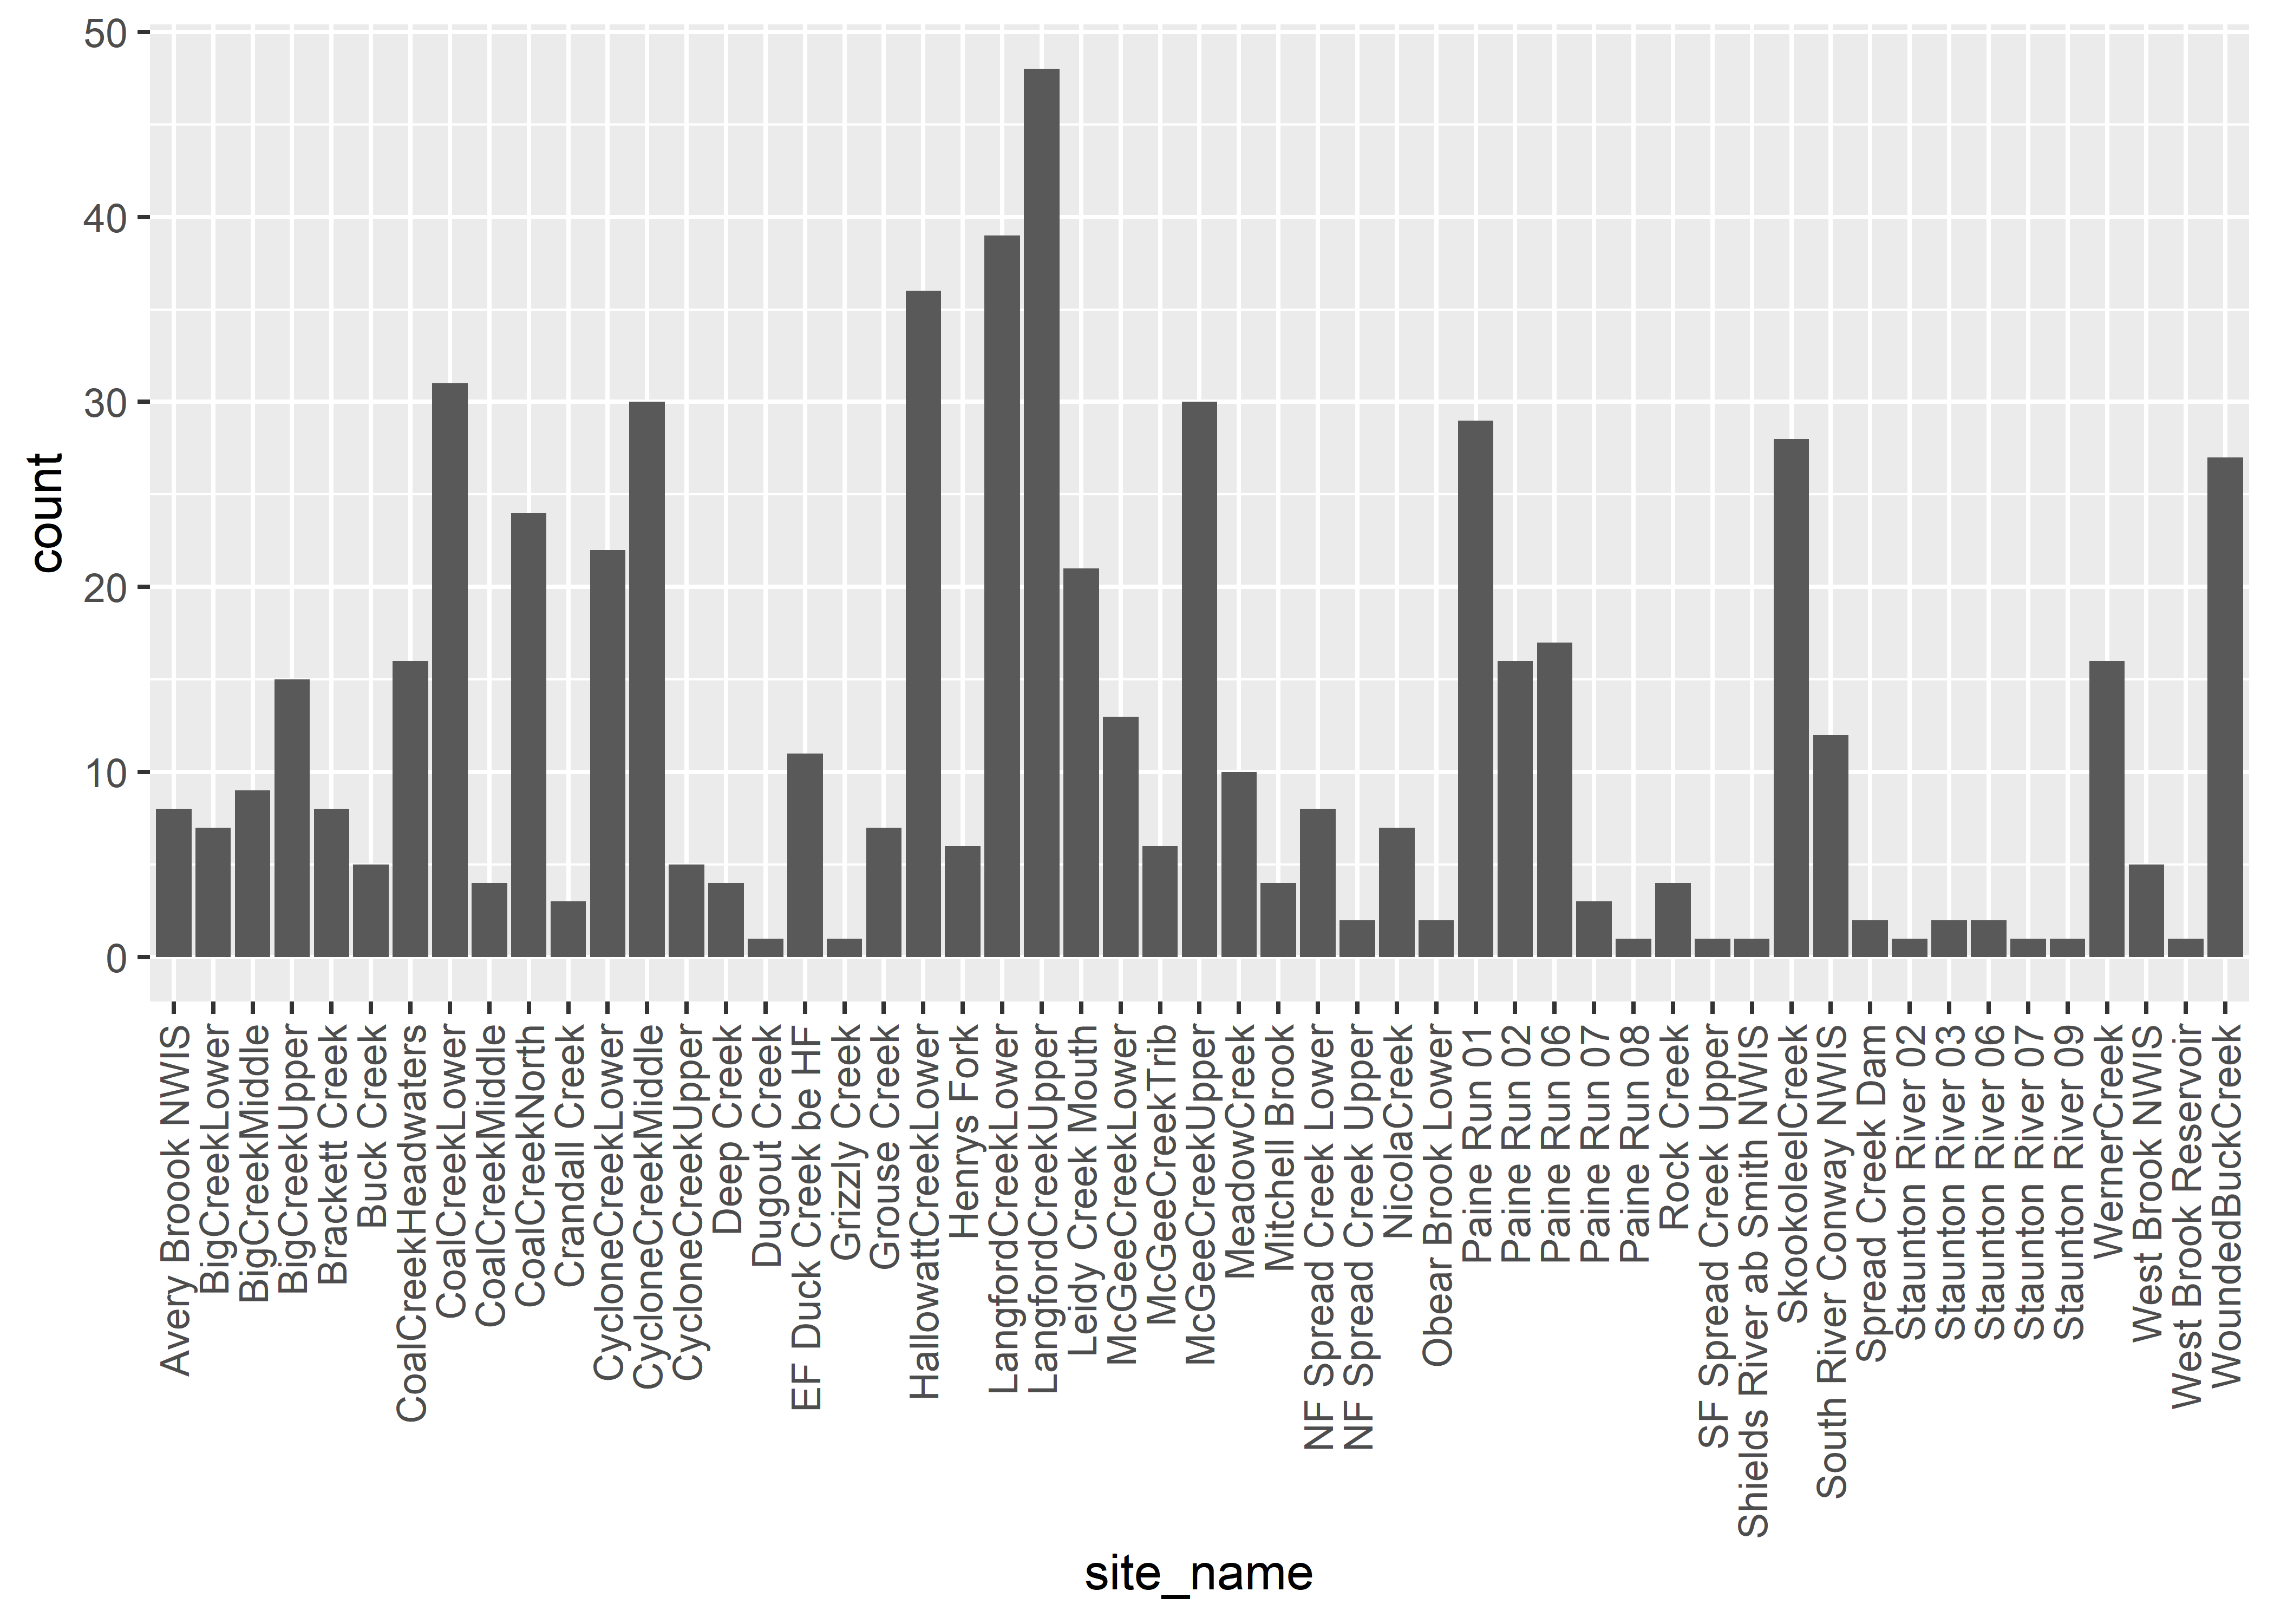 50
40
30
20
10
0
count
Avery Broook NWIS
BigCreekLower
BigCreekMiddle
BigCreekUpper
Brackett Creek
Buck Creek
CoalCreekHeadwaters
CoalCreekLower
CoalCreekMiddle
CoalCreekNorth
Crandall Creek
CycloneCreekLower
CycloneCreekMiddle
CycloneCreekUpper
Deep Creek
Dugout Creek
EF Duck Creek be HF
Grizzly Creek
Grouse Creek
HallowattCreekLower
Henrys Fork
LangfordCreekLower
LangfordCreekUpper
Leidy Creek Mouth
McGeeCreekLower
McGeeCreekTrib
McGeeCreekUpper
MeadowCreek
Mitchell Brook
NF Spread Creek Lower
NF Spread Creek Upper
NicolaCreek
Obear Brook Lower
Paine Run 01
Paine Run 02
Paine Run 06
Paine Run 07
Paine Run 08
Rock Creek
SF Spread Creek Upper
Shields River ab Smith NWIS
SkookoleelCreek
South River Conway NWIS
Spread Creek Dam
Staunton River 02
Staunton River 03
Staunton River 06
Staunton River 07
Staunton River 09
WernerCreek
West Brook NWIS
West Brook Reservoir
WoundedBuckCreek
site_name